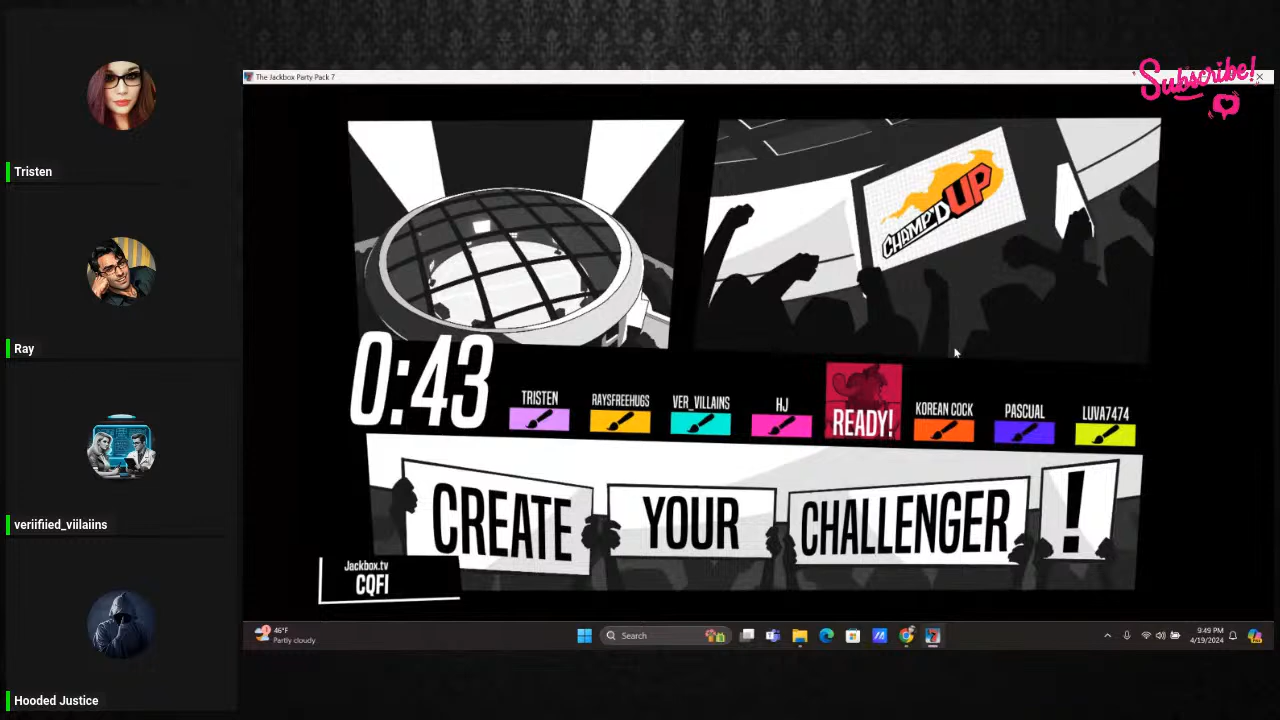 The Jackbox Party Pack 7
Subscribe!
Tristen
Ray
veriifiied_viilaiins
Hooded Justice
CHAMP'D UP
0:43
TRISTEN
RAYSFREEHUGS
VER_VILLAINS
HJ
READY!
KOREAN COCK
PASCUAL
LUVA7474
CREATE YOUR CHALLENGER!
Jackbox.tv
CQFI
46°F
Partly cloudy
Search
9:49 PM
4/19/2024